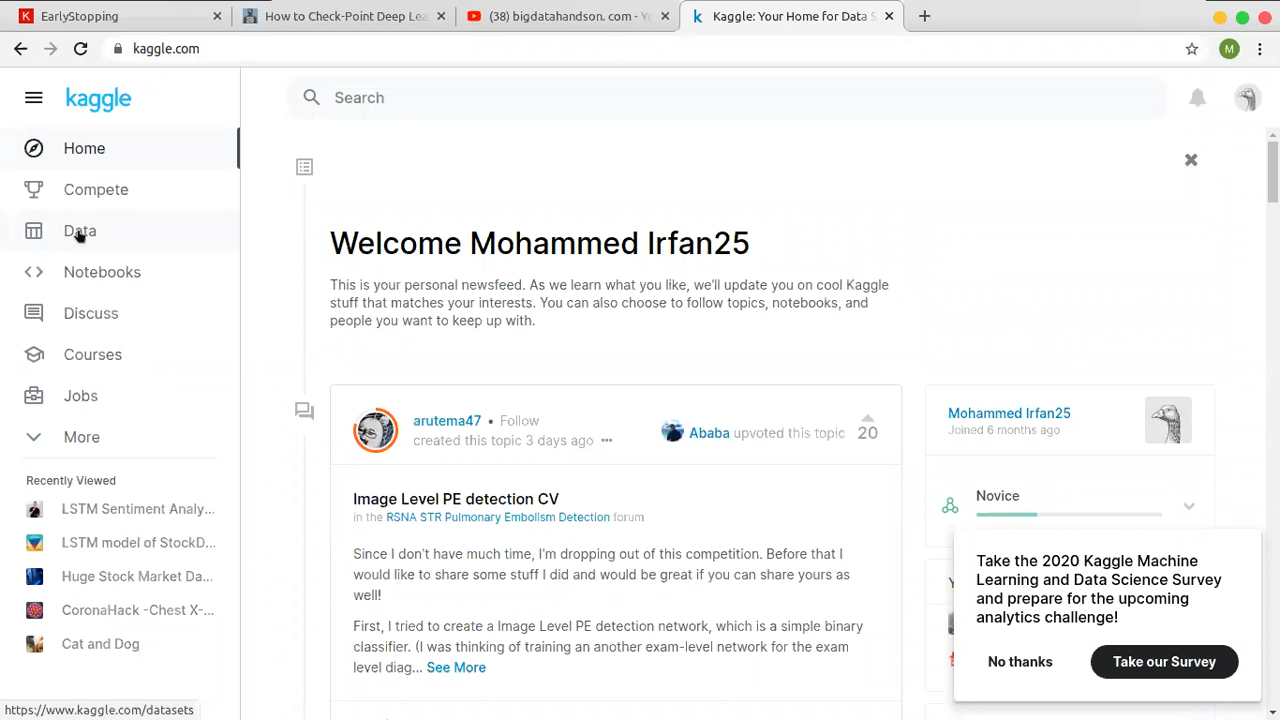 EarlyStopping
How to Check-Point Deep Lea
(38) bigdatahandson. com - Yo
Kaggle: Your Home for Data S
kaggle.com
M
kaggle
Search
Home
Compete
Data
Notebooks
Discuss
Courses
Jobs
More
Recently Viewed
LSTM Sentiment Analy...
LSTM model of StockD...
Huge Stock Market Da...
CoronaHack -Chest X-...
Cat and Dog
https://www.kaggle.com/datasets
Welcome Mohammed Irfan25
This is your personal newsfeed. As we learn what you like, we'll update you on cool Kaggle
stuff that matches your interests. You can also choose to follow topics, notebooks, and
people you want to keep up with.
arutema47 • Follow
created this topic 3 days ago •••
Ababa upvoted this topic
20
Image Level PE detection CV
in the RSNA STR Pulmonary Embolism Detection forum
Since I don't have much time, I'm dropping out of this competition. Before that I
would like to share some stuff I did and would be great if you can share yours as
well!
First, I tried to create a Image Level PE detection network, which is a simple binary
classifier. (I was thinking of training an another exam-level network for the exam
level diag... See More
Mohammed Irfan25
Joined 6 months ago
Novice
Take the 2020 Kaggle Machine
Learning and Data Science Survey
and prepare for the upcoming
analytics challenge!
No thanks
Take our Survey